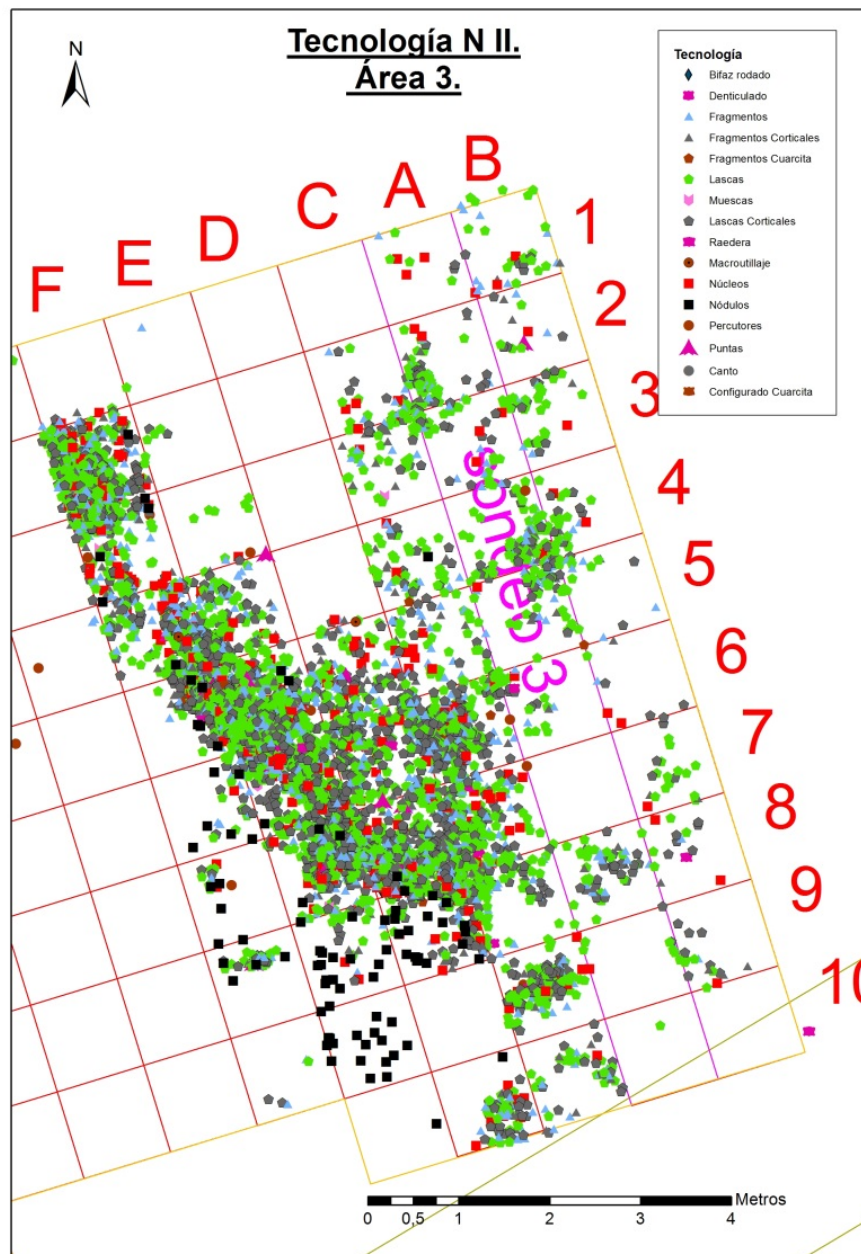 Tecnología N II.
Área 3.
N
Tecnología
Bifaz rodado
Denticulado
Fragmentos
Fragmentos Corticales
Fragmentos Cuarcita
Lascas
Muescas
Lascas Corticales
Raedera
Macroutillaje
Núcleos
Nódulos
Percutores
Puntas
Canto
Configurado Cuarcita
F E D C A B
1
2
3
4
5
6
7
8
9
10
sondeo 3
Metros
0 0,5 1 2 3 4